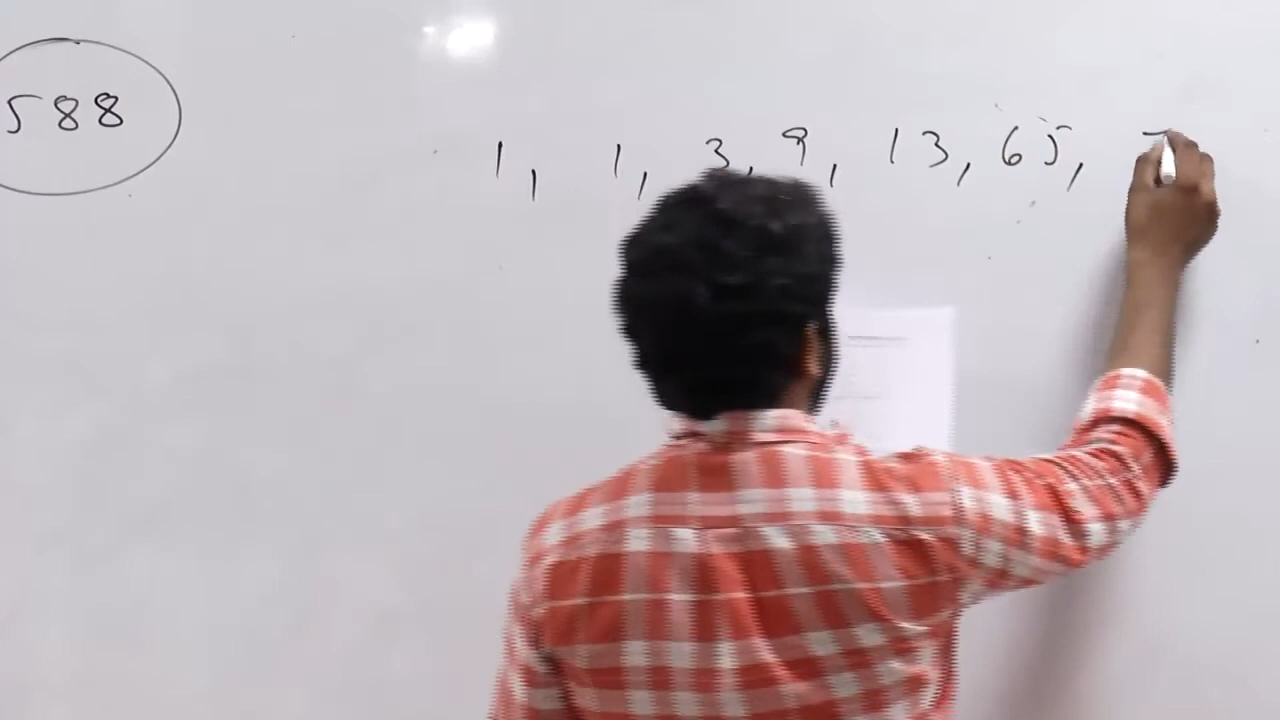 588
1, 1, 3, 9, 13, 65,